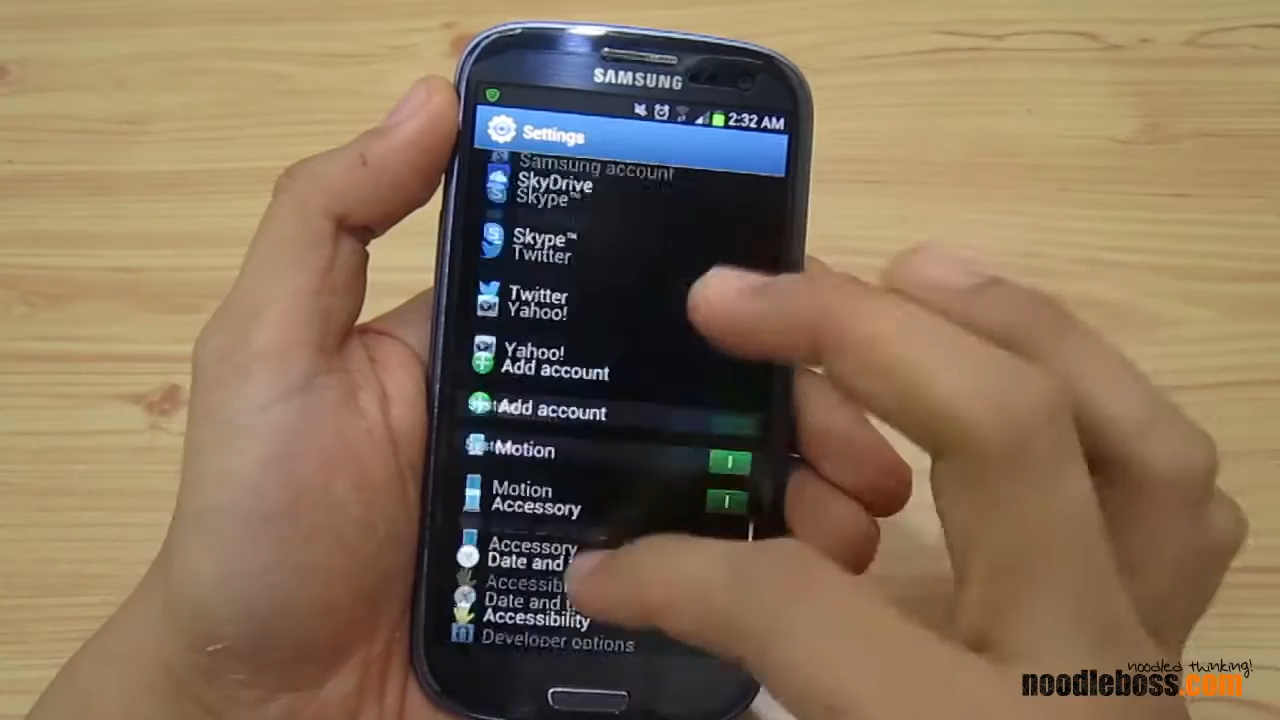 SAMSUNG
2:32 AM
Settings
Samsung account
SkyDrive
Skype™
Skype™
Twitter
Twitter
Yahoo!
Yahoo!
Add account
Add account
Motion
Motion
Accessory
Accessory
Date and
Date and
Accessibility
Developer options
noodled thinking!
noodleboss.com